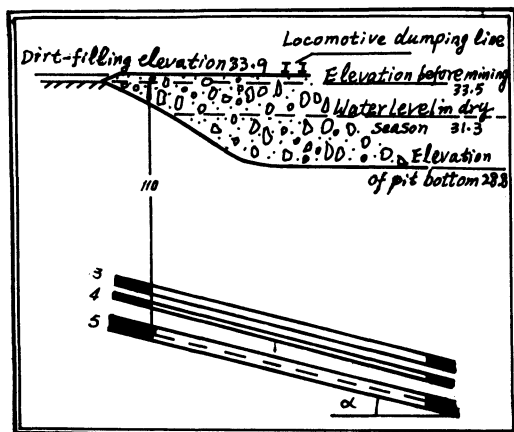 Locomotive dumping line
Dirt-filling elevation 33.9
Elevation before mining
33.5
Water level in dry
season 31.3
Elevation
of pit bottom 28.8
110
3
4
5
α